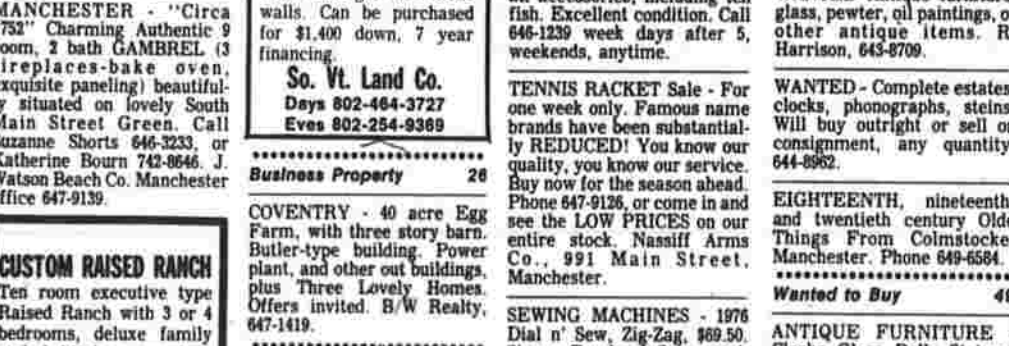 MANCHESTER - "Circa
752" Charming Authentic 9
oom, 2 bath GAMBREL (3
ireplaces-bake oven,
xquisite paneling) beautiful-
y situated on lovely South
Main Street Green. Call
uzanne Shorts 646-3233, or
Katherine Bourn 742-8646. J.
Watson Beach Co. Manchester
ffice 647-9139.
CUSTOM RAISED RANCH
Ten room executive type
Raised Ranch with 3 or 4
bedrooms, deluxe family
walls. Can be purchased
for $1,400 down, 7 year
financing.
So. Vt. Land Co.
Days 802-464-3727
Eves 802-254-9369
Business Property 26
COVENTRY - 40 acre Egg
Farm, with three story barn.
Butler-type building. Power
plant, and other out buildings,
plus Three Lovely Homes.
Offers invited. B/W Realty,
647-1419.
fish. Excellent condition. Call
646-1239 week days after 5,
weekends, anytime.
TENNIS RACKET Sale - For
one week only. Famous name
brands have been substantial-
ly REDUCED! You know our
quality, you know our service.
Buy now for the season ahead.
Phone 647-9126, or come in and
see the LOW PRICES on our
entire stock. Nassiff Arms
Co., 991 Main Street,
Manchester.
SEWING MACHINES - 1976
Dial n' Sew, Zig-Zag, $69.50.
glass, pewter, oil paintings, o
other antique items. R
Harrison, 643-8709.
WANTED - Complete estates
clocks, phonographs, steins
Will buy outright or sell on
consignment, any quantity
644-8962.
EIGHTEENTH, nineteenth
and twentieth century Olde
Things From Colmstocke
Manchester. Phone 649-6584.
Wanted to Buy 49
ANTIQUE FURNITURE